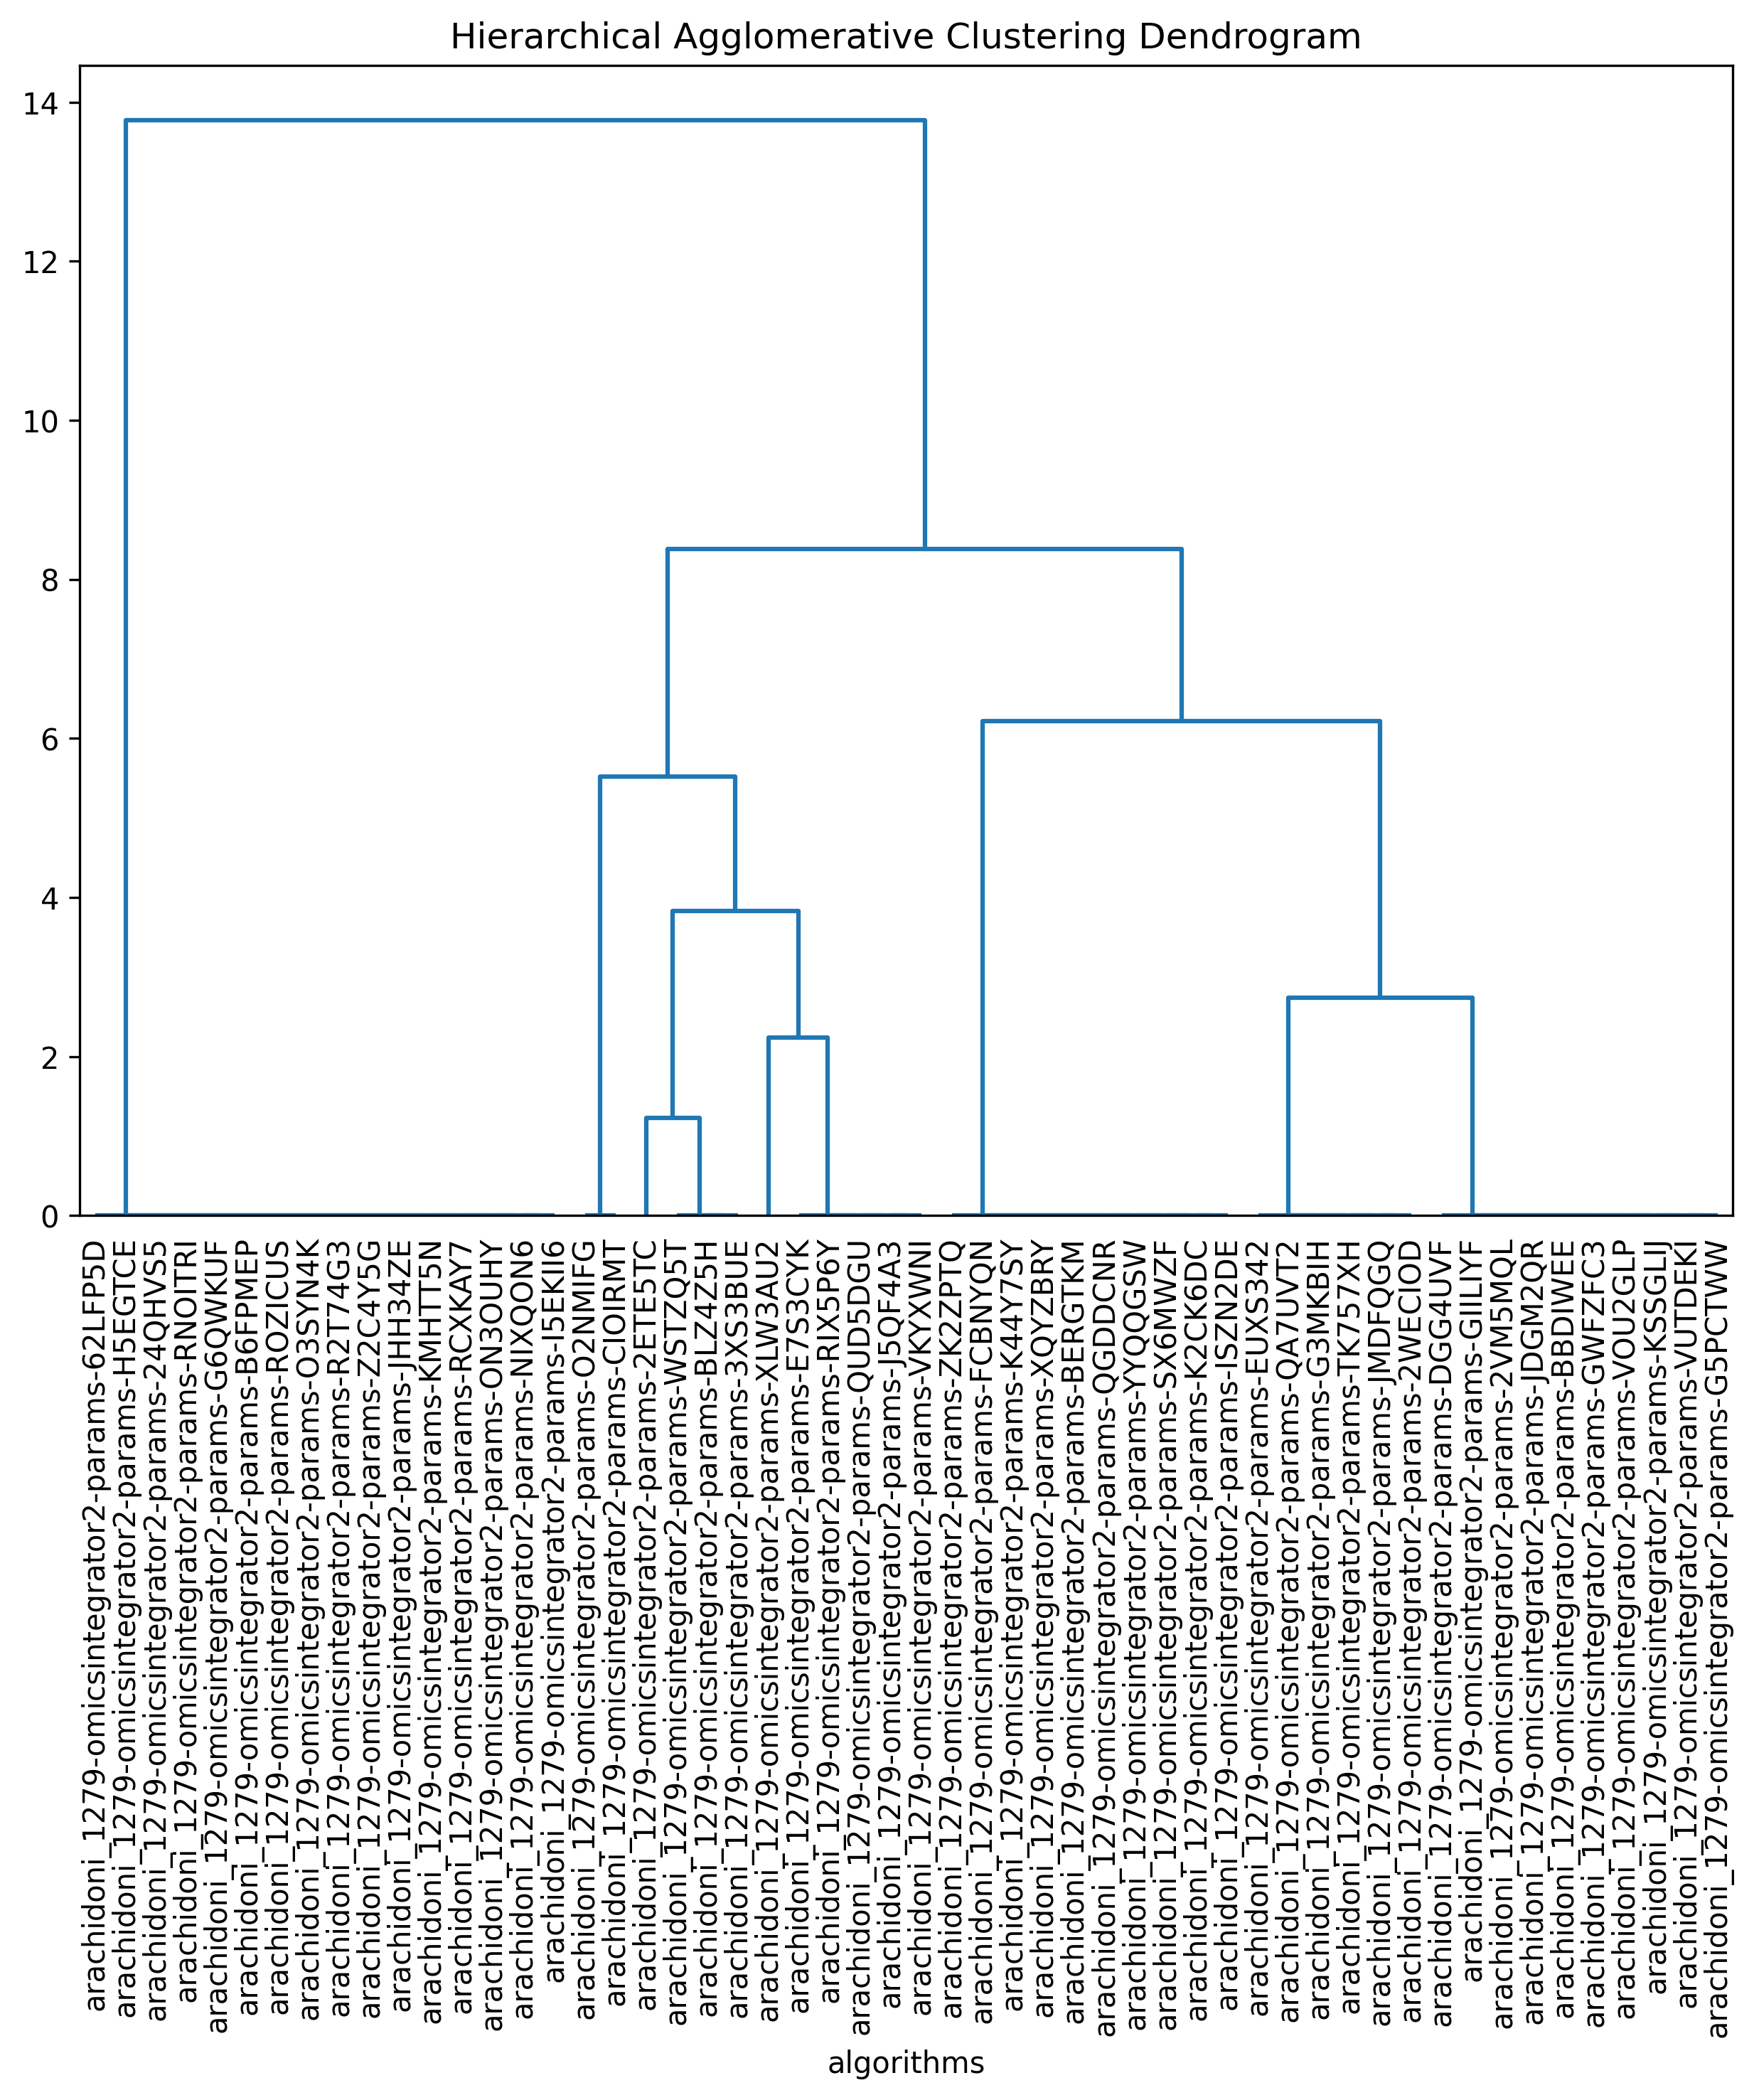 Hierarchical Agglomerative Clustering Dendrogram
14
12
10
8
6
4
2
0
arachidoni_1279-omicsintegrator2-params-62LFP5D
arachidoni_1279-omicsintegrator2-params-H5EGTCE
arachidoni_1279-omicsintegrator2-params-24QHVS5
arachidoni_1279-omicsintegrator2-params-RNOITRI
arachidoni_1279-omicsintegrator2-params-G6QWKUF
arachidoni_1279-omicsintegrator2-params-B6FPMEP
arachidoni_1279-omicsintegrator2-params-ROZICUS
arachidoni_1279-omicsintegrator2-params-O3SYN4K
arachidoni_1279-omicsintegrator2-params-R2T74G3
arachidoni_1279-omicsintegrator2-params-Z2C4Y5G
arachidoni_1279-omicsintegrator2-params-JHH34ZE
arachidoni_1279-omicsintegrator2-params-KMHTT5N
arachidoni_1279-omicsintegrator2-params-RCXKAY7
arachidoni_1279-omicsintegrator2-params-ON3OUHY
arachidoni_1279-omicsintegrator2-params-NIXQON6
arachidoni_1279-omicsintegrator2-params-I5EKII6
arachidoni_1279-omicsintegrator2-params-O2NMIFG
arachidoni_1279-omicsintegrator2-params-CIOIRMT
arachidoni_1279-omicsintegrator2-params-2ETE5TC
arachidoni_1279-omicsintegrator2-params-WSTZQ5T
arachidoni_1279-omicsintegrator2-params-BLZ4Z5H
arachidoni_1279-omicsintegrator2-params-3XS3BUE
arachidoni_1279-omicsintegrator2-params-XLW3AU2
arachidoni_1279-omicsintegrator2-params-E7S3CYK
arachidoni_1279-omicsintegrator2-params-RIX5P6Y
arachidoni_1279-omicsintegrator2-params-QUD5DGU
arachidoni_1279-omicsintegrator2-params-J5QF4A3
arachidoni_1279-omicsintegrator2-params-VKYXWNI
arachidoni_1279-omicsintegrator2-params-ZK2ZPTQ
arachidoni_1279-omicsintegrator2-params-FCBNYQN
arachidoni_1279-omicsintegrator2-params-K44Y7SY
arachidoni_1279-omicsintegrator2-params-XQYZBRY
arachidoni_1279-omicsintegrator2-params-BERGTKM
arachidoni_1279-omicsintegrator2-params-QGDDCNR
arachidoni_1279-omicsintegrator2-params-YYQQGSW
arachidoni_1279-omicsintegrator2-params-SX6MWZF
arachidoni_1279-omicsintegrator2-params-K2CK6DC
arachidoni_1279-omicsintegrator2-params-ISZN2DE
arachidoni_1279-omicsintegrator2-params-EUXS342
arachidoni_1279-omicsintegrator2-params-QA7UVT2
arachidoni_1279-omicsintegrator2-params-G3MKBIH
arachidoni_1279-omicsintegrator2-params-TK757XH
arachidoni_1279-omicsintegrator2-params-JMDFQGQ
arachidoni_1279-omicsintegrator2-params-2WECIOD
arachidoni_1279-omicsintegrator2-params-DGG4UVF
arachidoni_1279-omicsintegrator2-params-GIILIYF
arachidoni_1279-omicsintegrator2-params-2VM5MQL
arachidoni_1279-omicsintegrator2-params-JDGM2QR
arachidoni_1279-omicsintegrator2-params-BBDIWEE
arachidoni_1279-omicsintegrator2-params-GWFZFC3
arachidoni_1279-omicsintegrator2-params-VOU2GLP
arachidoni_1279-omicsintegrator2-params-KSSGLIJ
arachidoni_1279-omicsintegrator2-params-VUTDEKI
arachidoni_1279-omicsintegrator2-params-G5PCTWW
algorithms